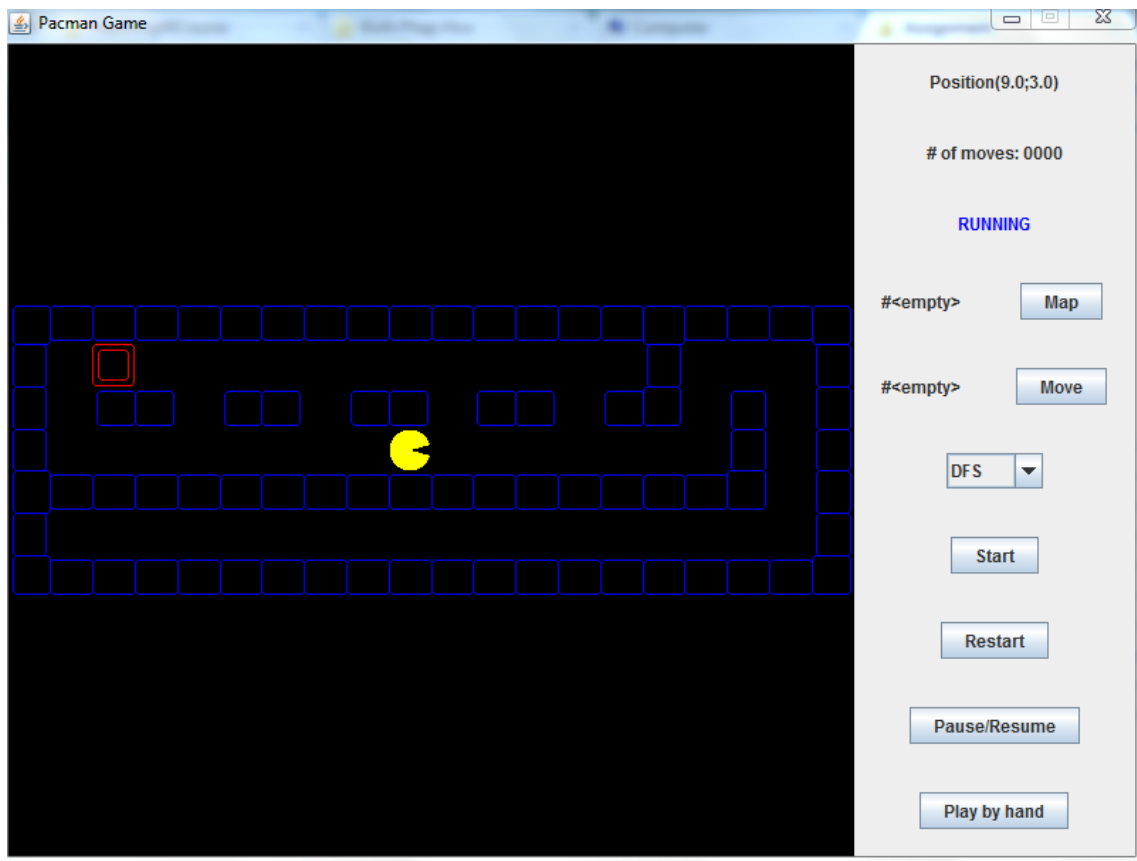 Pacman Game
Position(9.0;3.0)
# of moves: 0000
RUNNING
#<empty> Map
#<empty> Move
DFS
Start
Restart
Pause/Resume
Play by hand